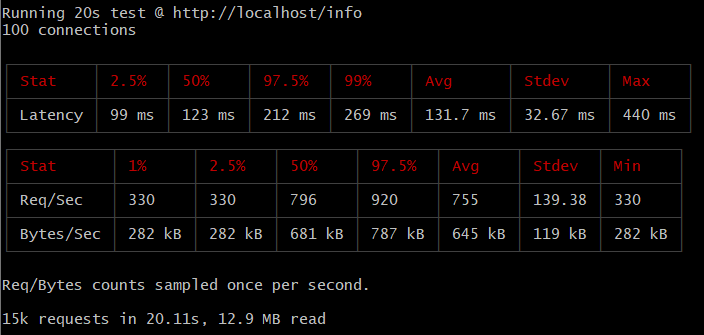 Running 20s test @ http://localhost/info
100 connections
Stat 2.5% 50% 97.5% 99% Avg Stdev Max
Latency 99 ms 123 ms 212 ms 269 ms 131.7 ms 32.67 ms 440 ms
Stat 1% 2.5% 50% 97.5% Avg Stdev Min
Req/Sec 330 330 796 920 755 139.38 330
Bytes/Sec 282 kB 282 kB 681 kB 787 kB 645 kB 119 kB 282 kB
Req/Bytes counts sampled once per second.
15k requests in 20.11s, 12.9 MB read